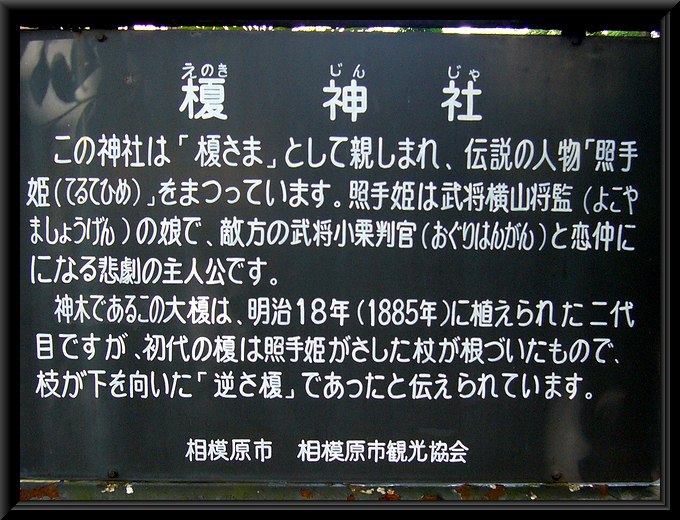 えのき じん じゃ
榎 神 社
この神社は「榎さま」として親しまれ、伝説の人物「照手
姫(てるてひめ)」をまつっています。照手姫は武将横山将監(よこや
ましょうげん)の娘で、敵方の武将小栗判官(おぐりはんがん)と恋仲に
になる悲劇の主人公です。
神木であるこの大榎は、明治18年(1885年)に植えられた二代
目ですが、初代の榎は照手姫がさした杖が根づいたもので、
枝が下を向いた「逆さ榎」であったと伝えられています。
相模原市 相模原市観光協会